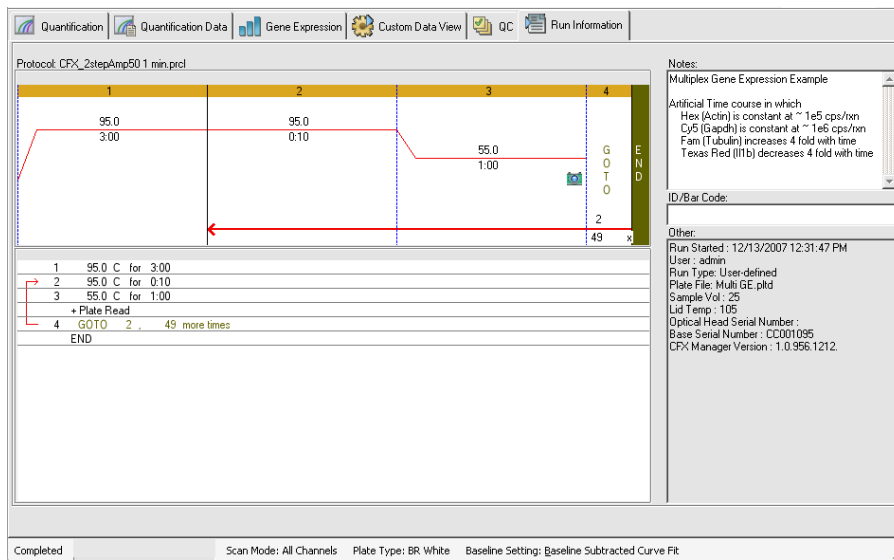 Quantification Quantification Data Gene Expression Custom Data View QC Run Information
Protocol: CFX_2stepAmp50 1 min.prcl
1 2 3 4
95.0 95.0
3:00 0:10
55.0
1:00
GOTO
END
2
49 x
1 95.0 C for 3:00
2 95.0 C for 0:10
3 55.0 C for 1:00
+ Plate Read
4 GOTO 2 , 49 more times
END
Notes:
Multiplex Gene Expression Example
Artificial Time course in which
Hex (Actin) is constant at ~ 1e5 cps/rxn
Cy5 (Gapdh) is constant at ~ 1e6 cps/rxn
Fam (Tubulin) increases 4 fold with time
Texas Red (Il1b) decreases 4 fold with time
ID/Bar Code:
Other:
Run Started : 12/13/2007 12:31:47 PM
User : admin
Run Type: User-defined
Plate File: Multi GE.pltd
Sample Vol : 25
Lid Temp : 105
Optical Head Serial Number :
Base Serial Number : CC001095
CFX Manager Version : 1.0.956.1212.
Completed Scan Mode: All Channels Plate Type: BR White Baseline Setting: Baseline Subtracted Curve Fit